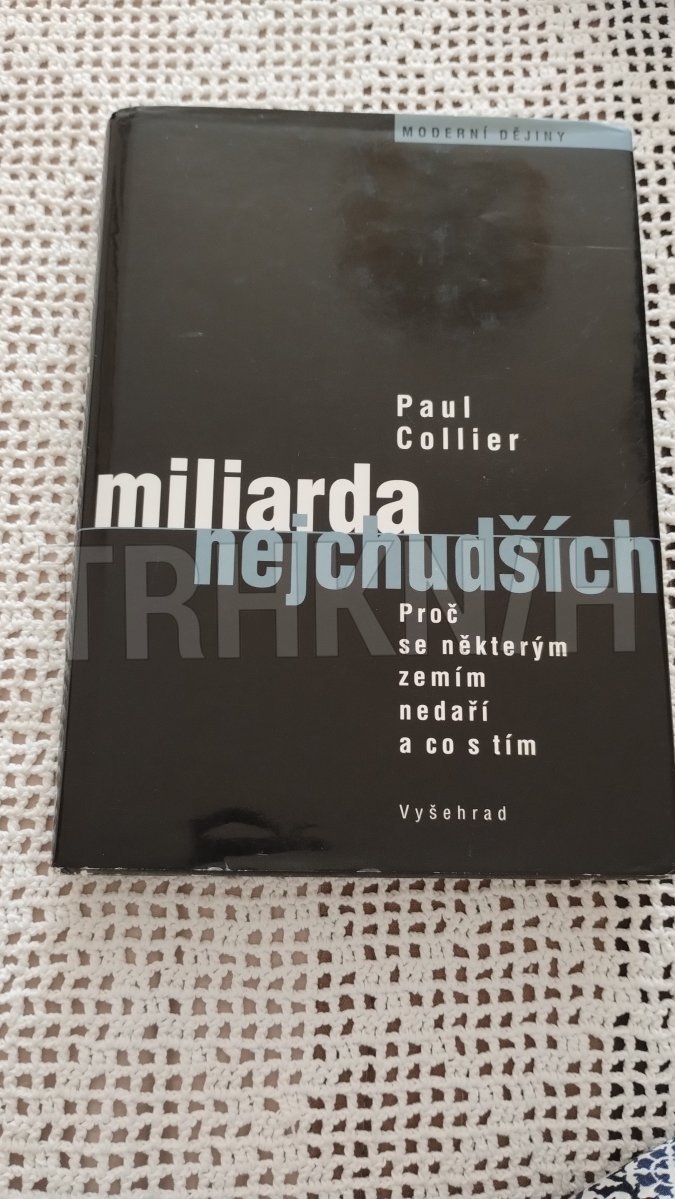 MODERNÍ DĚJINY
Paul
Collier
miliarda
nejchudších
TRHKNIH
Proč
se některým
zemím
nedaří
a co s tím
Vyšehrad